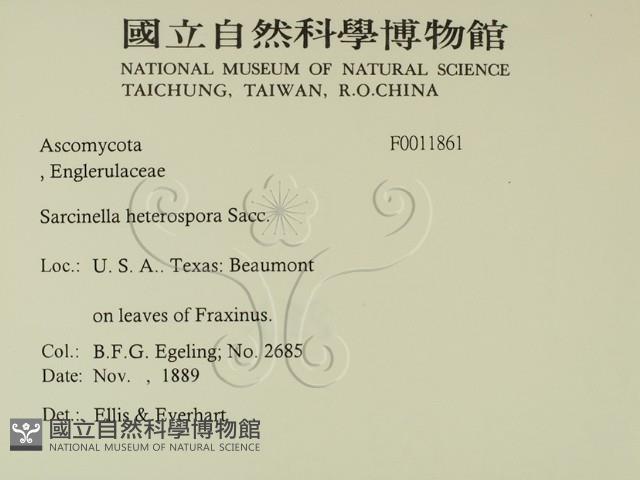 國立自然科學博物館
NATIONAL MUSEUM OF NATURAL SCIENCE
TAICHUNG, TAIWAN, R.O.CHINA
Ascomycota F0011861
, Englerulaceae
Sarcinella heterospora Sacc.
Loc.: U. S. A.. Texas: Beaumont
on leaves of Fraxinus.
Col.: B.F.G. Egeling; No. 2685
Date: Nov. , 1889
Det.: Ellis & Everhart
國立自然科學博物館
NATIONAL MUSEUM OF NATURAL SCIENCE